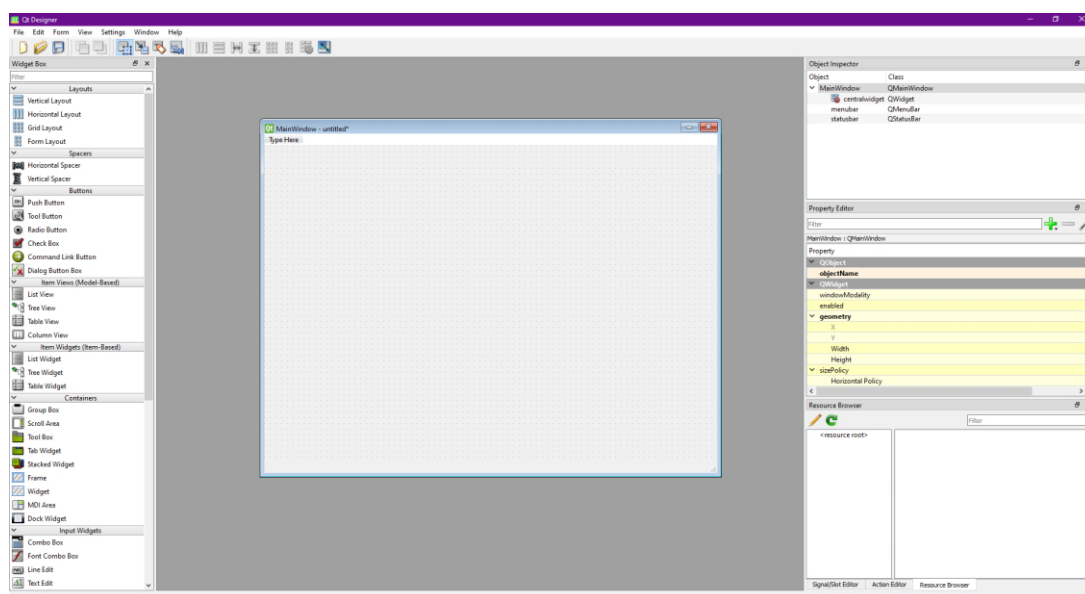 Qt Designer
File Edit Form View Settings Window Help
Widget Box
Filter
Layouts
Vertical Layout
Horizontal Layout
Grid Layout
Form Layout
Spacers
Horizontal Spacer
Vertical Spacer
Buttons
Push Button
Tool Button
Radio Button
Check Box
Command Link Button
Dialog Button Box
Item Views (Model-Based)
List View
Tree View
Table View
Column View
Item Widgets (Item-Based)
List Widget
Tree Widget
Table Widget
Containers
Group Box
Scroll Area
Tool Box
Tab Widget
Stacked Widget
Frame
Widget
MDI Area
Dock Widget
Input Widgets
Combo Box
Font Combo Box
Line Edit
Text Edit
MainWindow - untitled*
Type Here
Object Inspector
Object Class
MainWindow QMainWindow
centralwidget QWidget
menubar QMenuBar
statusbar QStatusBar
Property Editor
Filter
MainWindow : QMainWindow
Property
QObject
objectName
QWidget
windowModality
enabled
geometry
X
Y
Width
Height
sizePolicy
Horizontal Policy
Resource Browser
Filter
<resource root>
Signal/Slot Editor Action Editor Resource Browser